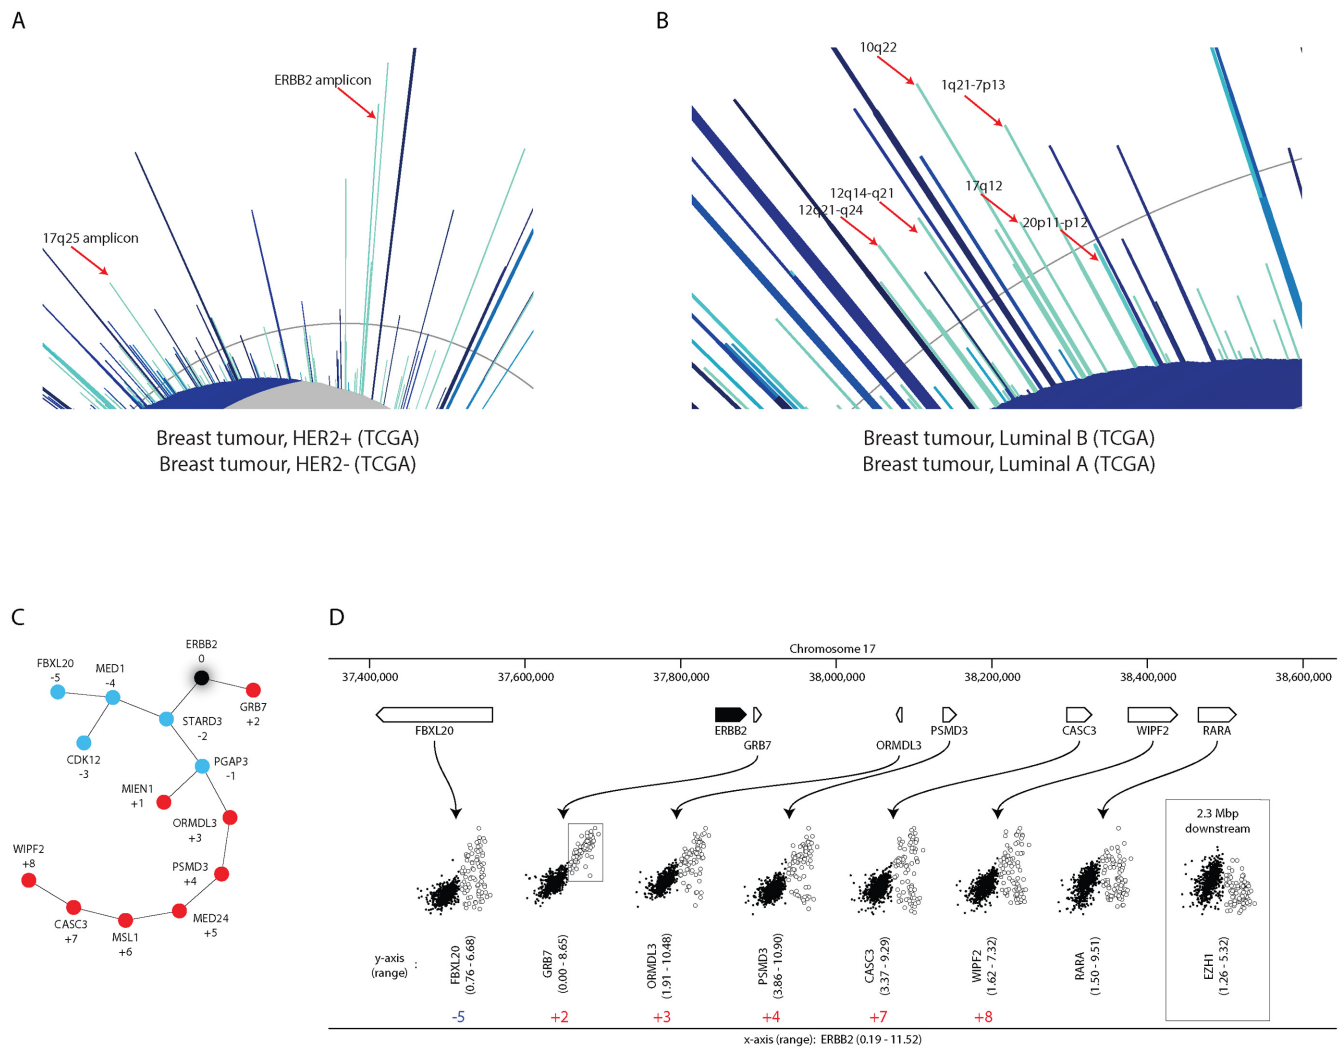 A
ERBB2 amplicon
17q25 amplicon
Breast tumour, HER2+ (TCGA)
Breast tumour, HER2- (TCGA)
B
10q22
1q21-7p13
12q14-q21
17q12
12q21-q24
20p11-p12
Breast tumour, Luminal B (TCGA)
Breast tumour, Luminal A (TCGA)
C
ERBB2
0
FBXL20
-5
MED1
-4
GRB7
+2
STARD3
-2
CDK12
-3
PGAP3
-1
MIEN1
+1
ORMDL3
+3
WIPF2
+8
PSMD3
+4
CASC3
+7
MSL1
+6
MED24
+5
D
Chromosome 17
37,400,000 37,600,000 37,800,000 38,000,000 38,200,000 38,400,000 38,600,000
FBXL20 ERBB2 GRB7 ORMDL3 PSMD3 CASC3 WIPF2 RARA
2.3 Mbp
downstream
y-axis
(range) :
FBXL20
(0.76 - 6.68)
GRB7
(0.00 - 8.65)
ORMDL3
(1.91 - 10.48)
PSMD3
(3.86 - 10.90)
CASC3
(3.37 - 9.29)
WIPF2
(1.62 - 7.32)
RARA
(1.50 - 9.51)
EZH1
(1.26 - 5.32)
-5 +2 +3 +4 +7 +8
x-axis (range): ERBB2 (0.19 - 11.52)